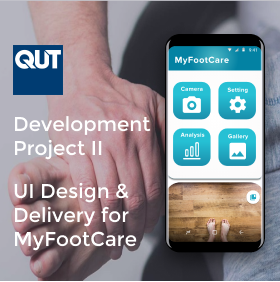 QUT
Development
Project II
UI Design &
Delivery for
MyFootCare
MyFootCare
Camera
Setting
Analysis
Gallery